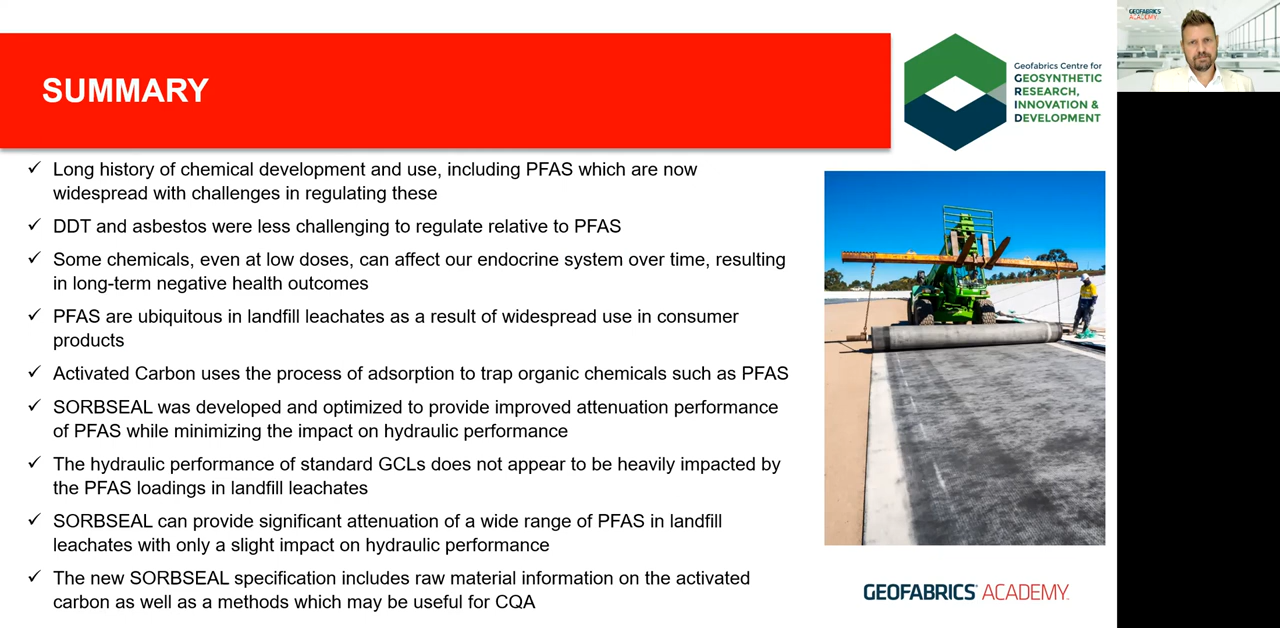 SUMMARY
Geofabrics Centre for
GEOSYNTHETIC
RESEARCH,
INNOVATION &
DEVELOPMENT
GEOFABRICS
ACADEMY
Long history of chemical development and use, including PFAS which are now
widespread with challenges in regulating these
DDT and asbestos were less challenging to regulate relative to PFAS
Some chemicals, even at low doses, can affect our endocrine system over time, resulting
in long-term negative health outcomes
PFAS are ubiquitous in landfill leachates as a result of widespread use in consumer
products
Activated Carbon uses the process of adsorption to trap organic chemicals such as PFAS
SORBSEAL was developed and optimized to provide improved attenuation performance
of PFAS while minimizing the impact on hydraulic performance
The hydraulic performance of standard GCLs does not appear to be heavily impacted by
the PFAS loadings in landfill leachates
SORBSEAL can provide significant attenuation of a wide range of PFAS in landfill
leachates with only a slight impact on hydraulic performance
The new SORBSEAL specification includes raw material information on the activated
carbon as well as a methods which may be useful for CQA
GEOFABRICS ACADEMY